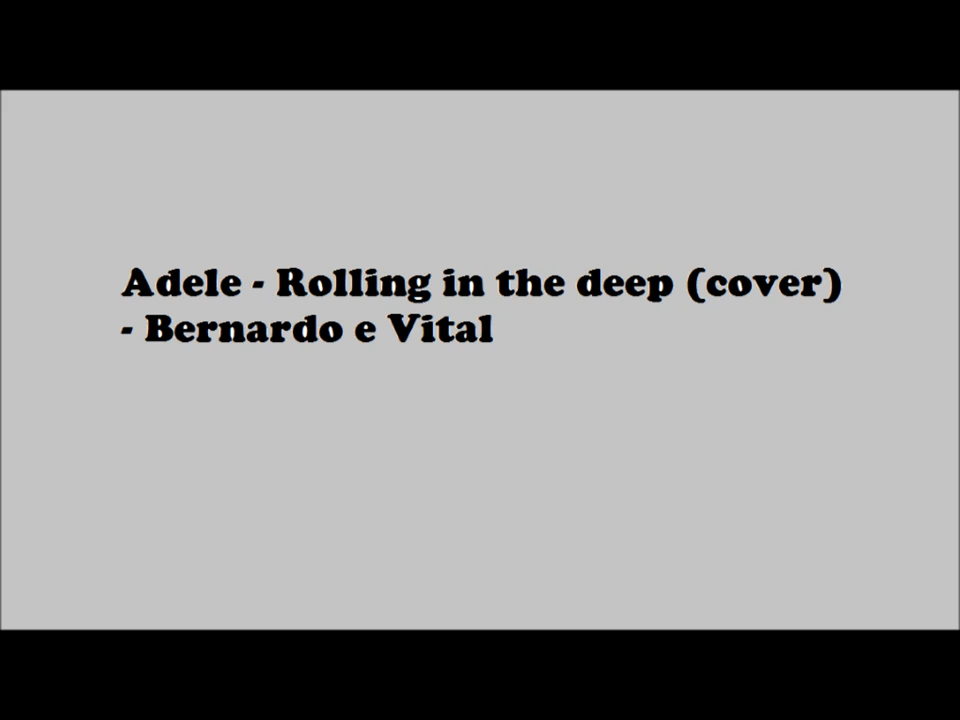 Adele - Rolling in the deep (cover)
- Bernardo e Vital